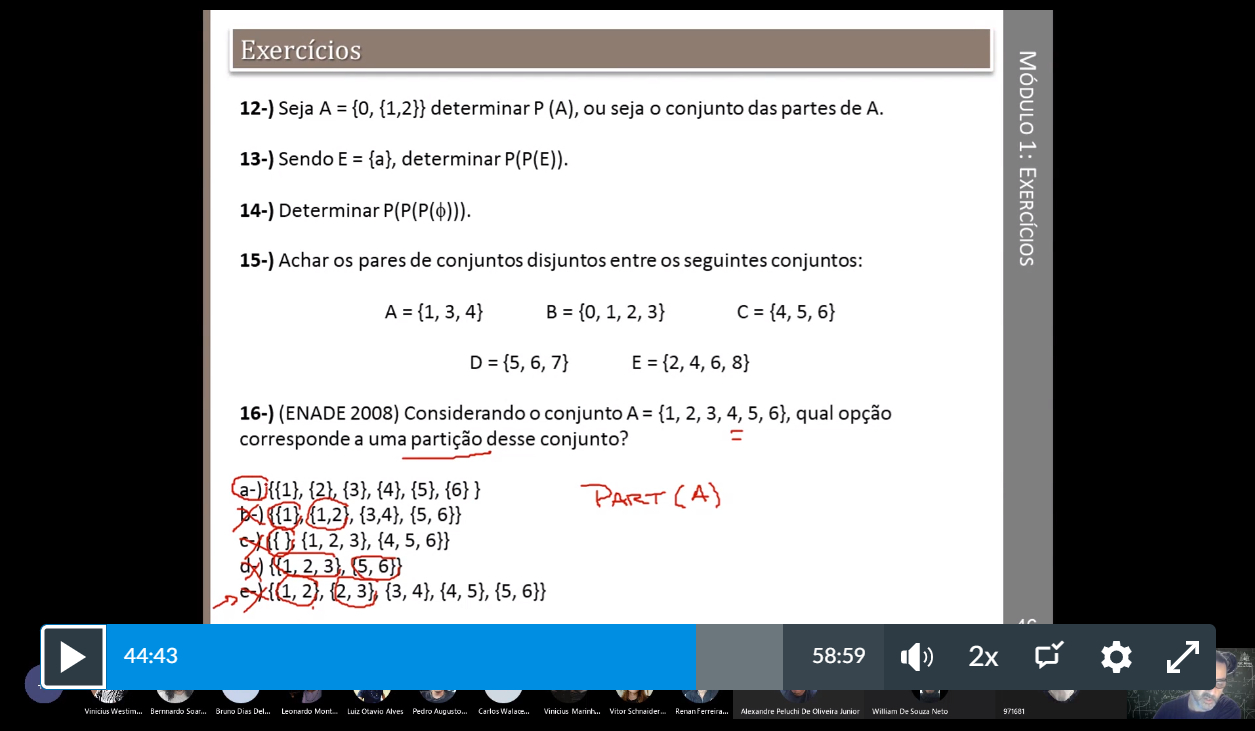 Exercícios
MÓDULO 1: EXERCÍCIOS
12-) Seja A = {0, {1,2}} determinar P (A), ou seja o conjunto das partes de A.
13-) Sendo E = {a}, determinar P(P(E)).
14-) Determinar P(P(P(ϕ))).
15-) Achar os pares de conjuntos disjuntos entre os seguintes conjuntos:
A = {1, 3, 4} B = {0, 1, 2, 3} C = {4, 5, 6}
D = {5, 6, 7} E = {2, 4, 6, 8}
16-) (ENADE 2008) Considerando o conjunto A = {1, 2, 3, 4, 5, 6}, qual opção
corresponde a uma partição desse conjunto?
a-) {{1}, {2}, {3}, {4}, {5}, {6} }
PART(A)
b-) {{1}, {1,2}, {3,4}, {5, 6}}
c-) {{ }, {1, 2, 3}, {4, 5, 6}}
d-) {{1, 2, 3}, {5, 6}}
e-) {{1, 2}, {2, 3}, {3, 4}, {4, 5}, {5, 6}}
44:43 58:59 2x
Vinicius Westim... Bernnardo Soar... Bruno Dias Del... Leonardo Mont... Luiz Otavio Alves Pedro Augusto... Carlos Walace... Vinicius Marinh... Vitor Schnaider... Renan Ferreira... Alexandre Peluchi De Oliveira Junior William De Souza Neto 971681